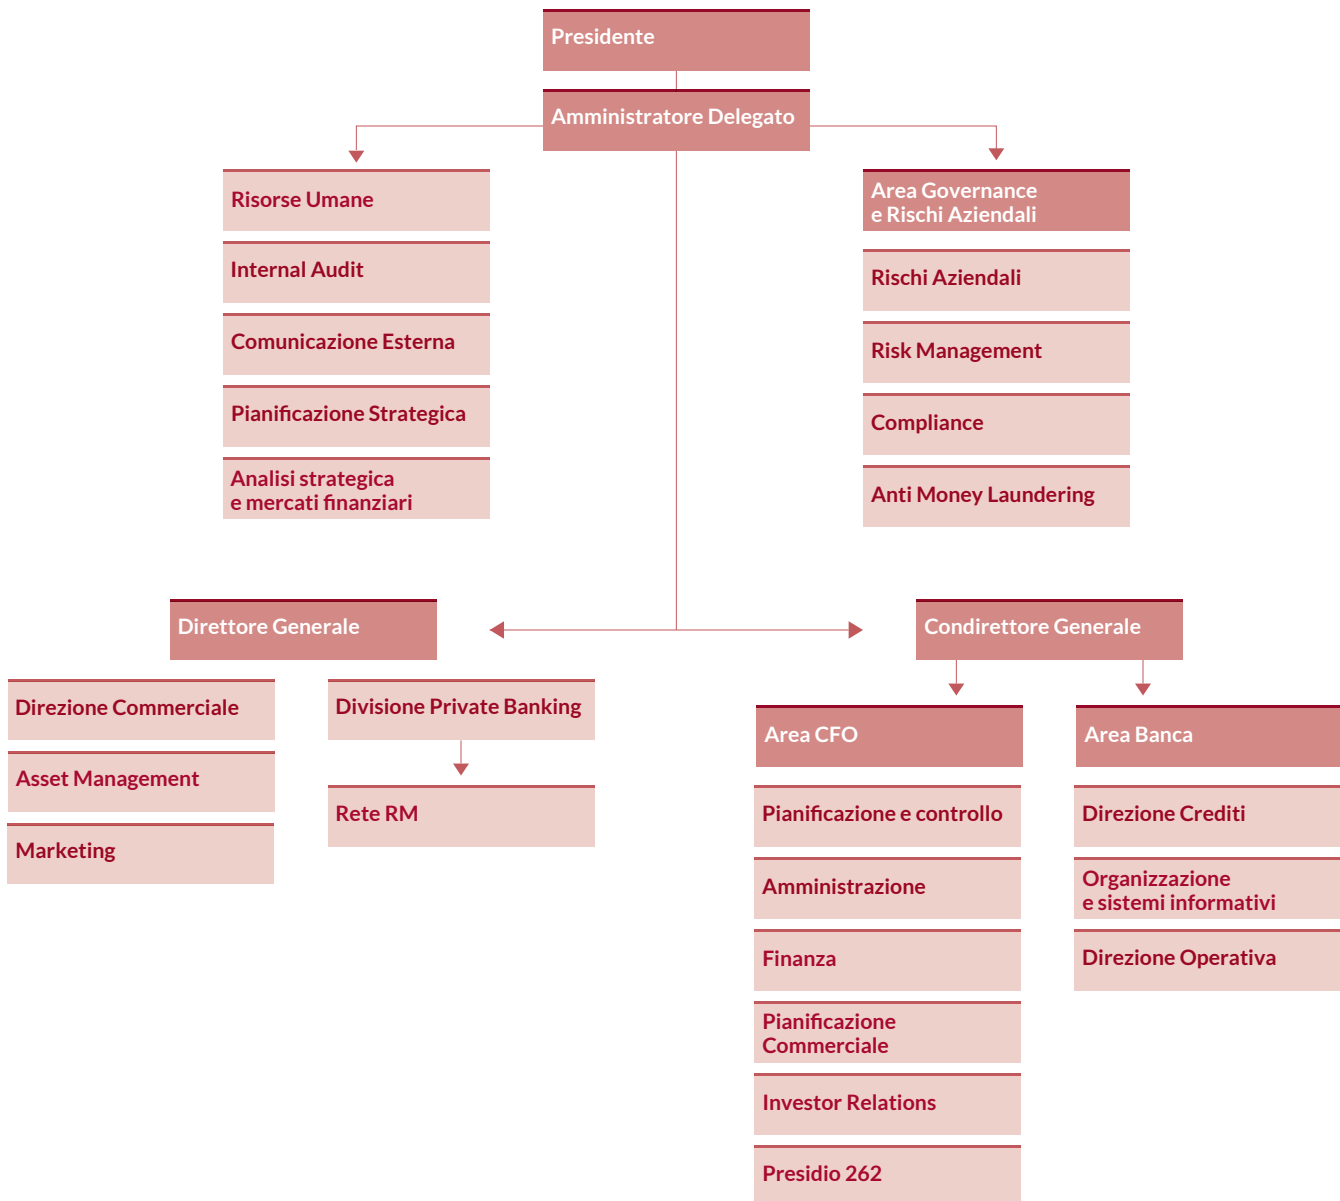 Presidente
Amministratore Delegato
Risorse Umane
Internal Audit
Comunicazione Esterna
Pianificazione Strategica
Analisi strategica
e mercati finanziari
Area Governance
e Rischi Aziendali
Rischi Aziendali
Risk Management
Compliance
Anti Money Laundering
Direttore Generale
Direzione Commerciale
Asset Management
Marketing
Divisione Private Banking
Rete RM
Condirettore Generale
Area CFO
Pianificazione e controllo
Amministrazione
Finanza
Pianificazione
Commerciale
Investor Relations
Presidio 262
Area Banca
Direzione Crediti
Organizzazione
e sistemi informativi
Direzione Operativa